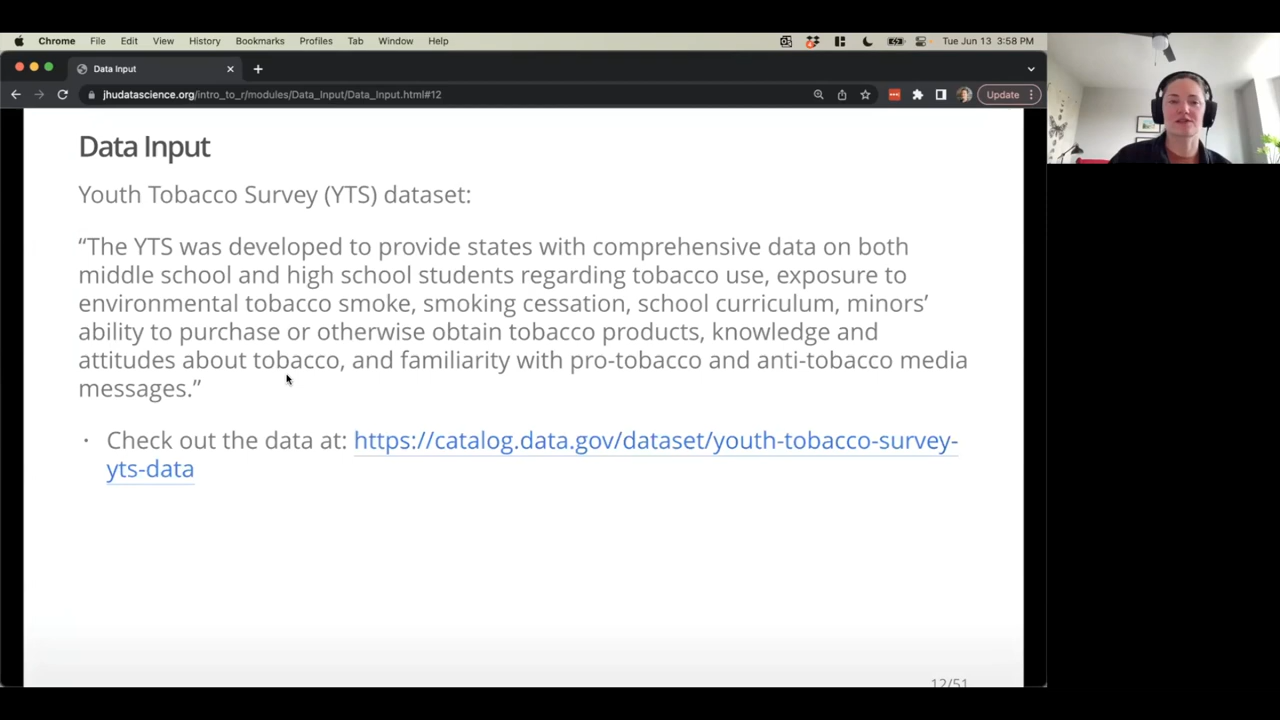 Chrome File Edit View History Bookmarks Profiles Tab Window Help Tue Jun 13 3:58 PM
Data Input
jhudatascience.org/intro_to_r/modules/Data_Input/Data_Input.html#12 Update
Data Input
Youth Tobacco Survey (YTS) dataset:
“The YTS was developed to provide states with comprehensive data on both
middle school and high school students regarding tobacco use, exposure to
environmental tobacco smoke, smoking cessation, school curriculum, minors’
ability to purchase or otherwise obtain tobacco products, knowledge and
attitudes about tobacco, and familiarity with pro-tobacco and anti-tobacco media
messages.”
· Check out the data at: https://catalog.data.gov/dataset/youth-tobacco-survey-
yts-data
12/51